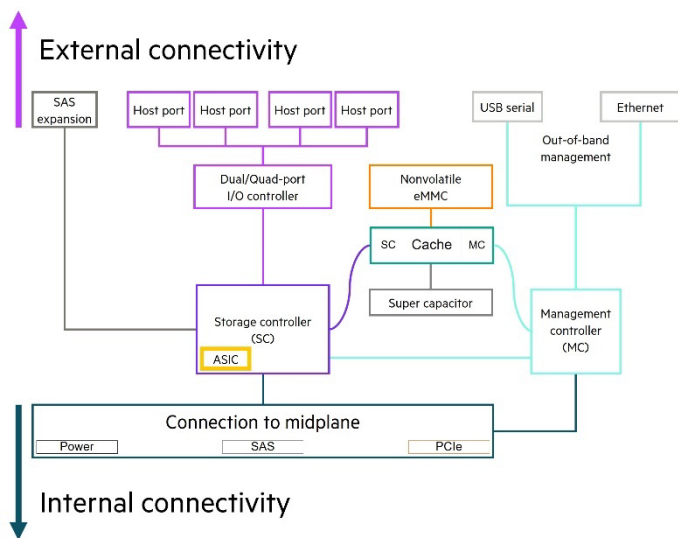 External connectivity
SAS
expansion
Host port
Host port
Host port
Host port
USB serial
Ethernet
Out-of-band
management
Dual/Quad-port
I/O controller
Nonvolatile
eMMC
SC
Cache
MC
Super capacitor
Storage controller
(SC)
ASIC
Management
controller
(MC)
Connection to midplane
Power
SAS
PCIe
Internal connectivity